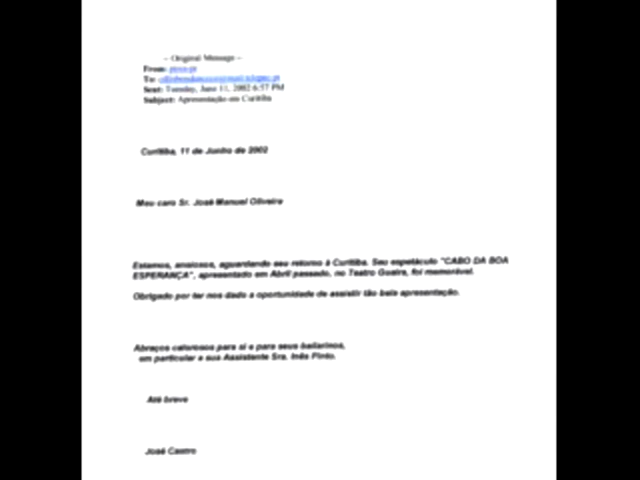 -- Original Message --
From:
To:
Sent: Tuesday, June 11, 2002 6:57 PM
Subject: Apresentação em Curitiba
Curitiba, 11 de Junho de 2002
Meu caro Sr. José Manuel Oliveira
Estamos, ansiosos, aguardando seu retorno à Curitiba. Seu espetáculo "CABO DA BOA
ESPERANÇA", apresentado em Abril passado, no Teatro Guaira, foi memorável.
Obrigado por ter nos dado a oportunidade de assistir tão bela apresentação.
Abraços calorosos para si e para seus bailarinos,
em particular a sua Assistente Sra. Inês Pinto.
Até breve
José Castro